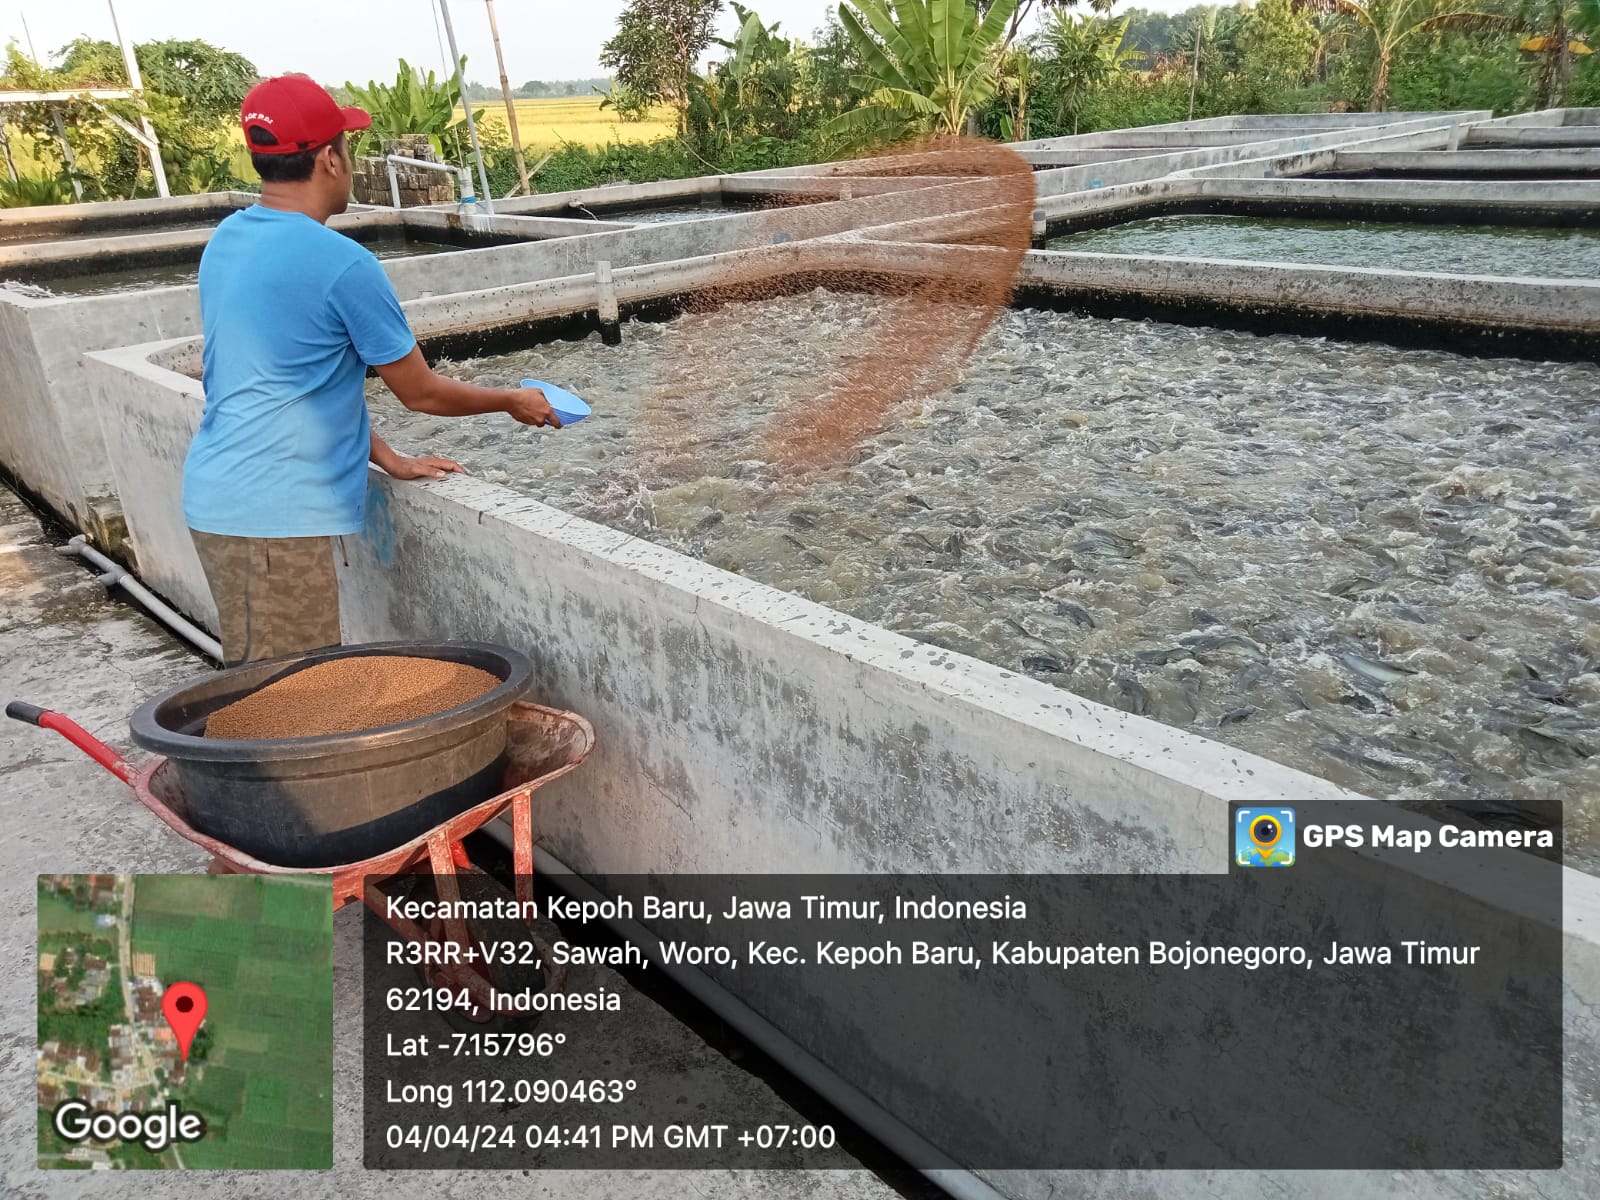 GPS Map Camera
Kecamatan Kepoh Baru, Jawa Timur, Indonesia
R3RR+V32, Sawah, Woro, Kec. Kepoh Baru, Kabupaten Bojonegoro, Jawa Timur
62194, Indonesia
Lat -7.15796°
Long 112.090463°
04/04/24 04:41 PM GMT +07:00
Google